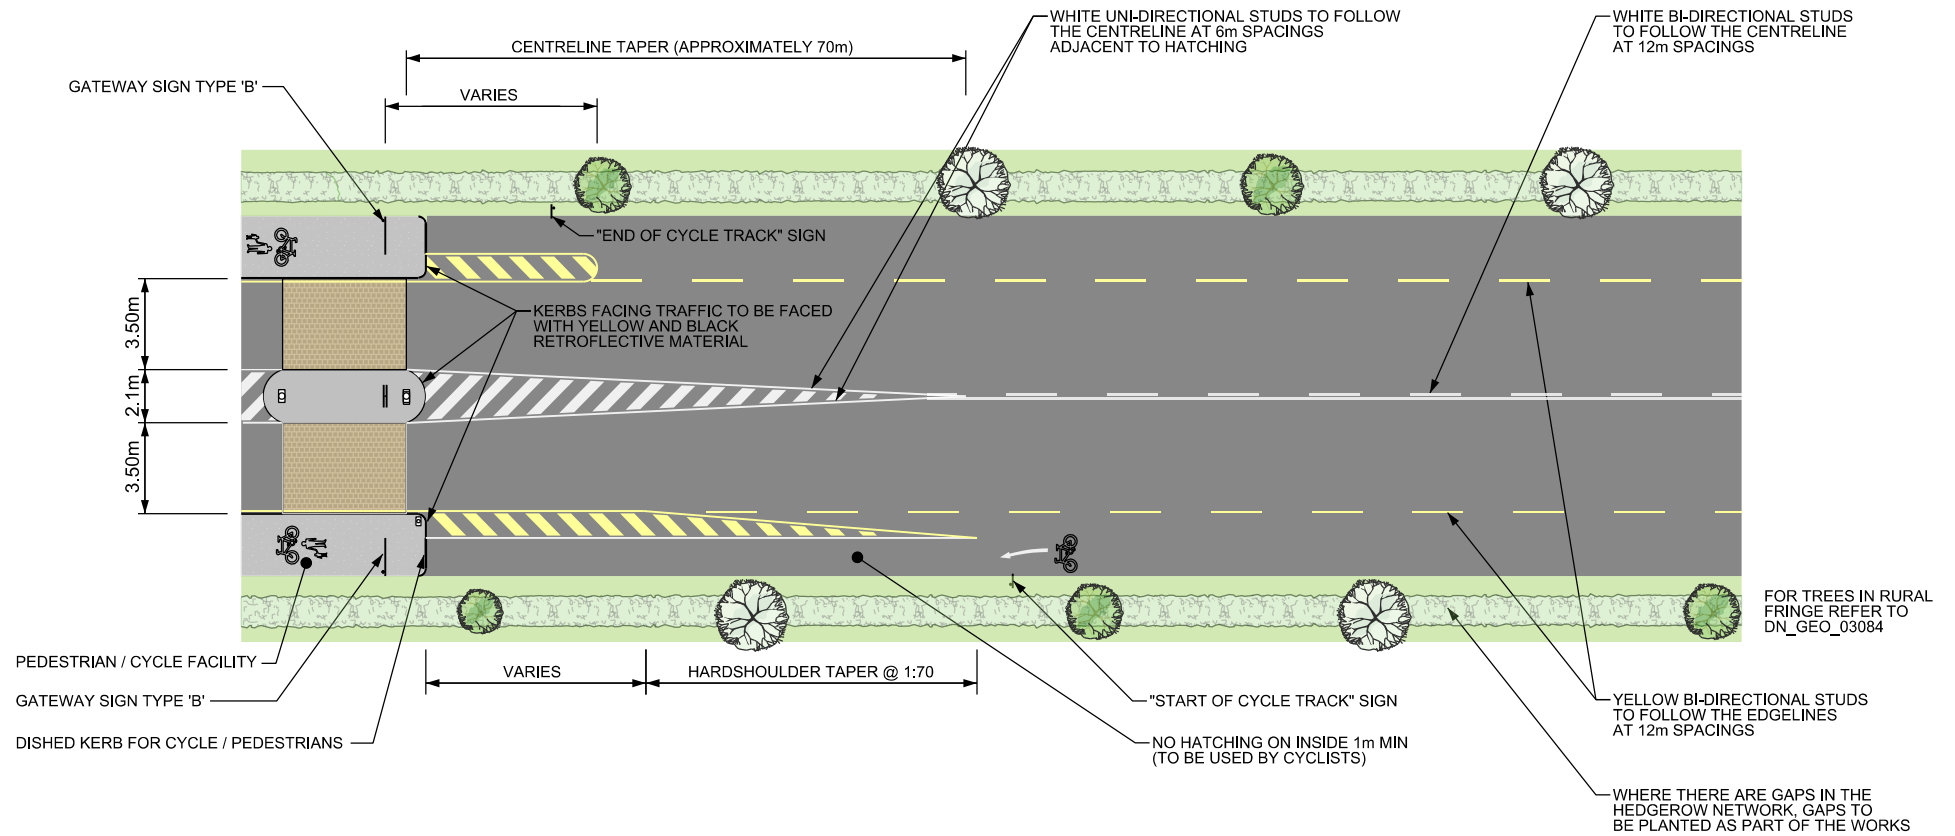 WHITE UNI-DIRECTIONAL STUDS TO FOLLOW
THE CENTRELINE AT 6m SPACINGS
ADJACENT TO HATCHING
WHITE BI-DIRECTIONAL STUDS
TO FOLLOW THE CENTRELINE
AT 12m SPACINGS
CENTRELINE TAPER (APPROXIMATELY 70m)
GATEWAY SIGN TYPE 'B'
VARIES
"END OF CYCLE TRACK" SIGN
KERBS FACING TRAFFIC TO BE FACED
WITH YELLOW AND BLACK
RETROFLECTIVE MATERIAL
3.50m
2.1m
3.50m
FOR TREES IN RURAL
FRINGE REFER TO
DN_GEO_03084
PEDESTRIAN / CYCLE FACILITY
VARIES
HARDSHOULDER TAPER @ 1:70
GATEWAY SIGN TYPE 'B'
"START OF CYCLE TRACK" SIGN
YELLOW BI-DIRECTIONAL STUDS
TO FOLLOW THE EDGELINES
AT 12m SPACINGS
DISHED KERB FOR CYCLE / PEDESTRIANS
NO HATCHING ON INSIDE 1m MIN
(TO BE USED BY CYCLISTS)
WHERE THERE ARE GAPS IN THE
HEDGEROW NETWORK, GAPS TO
BE PLANTED AS PART OF THE WORKS